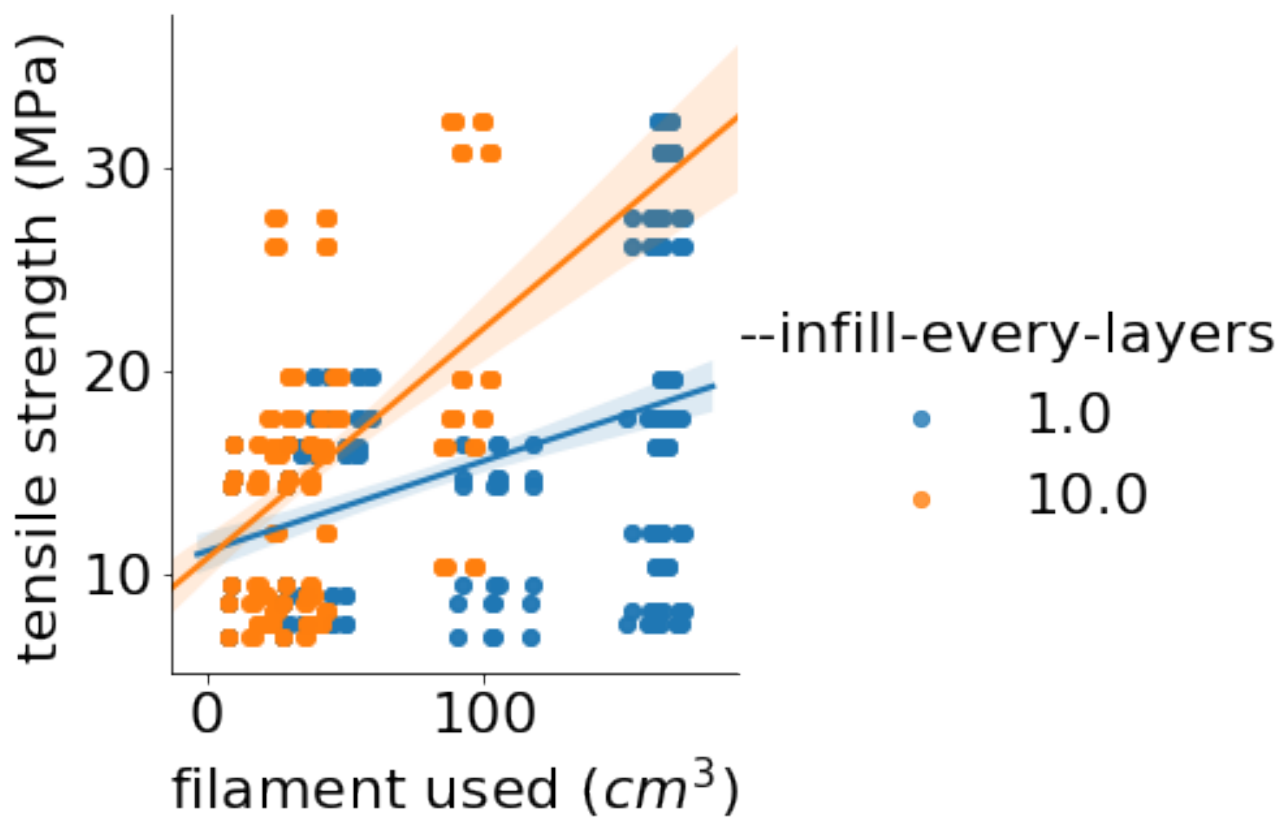 tensile strength (MPa)
30
20
10
0
100
filament used (cm³)
--infill-every-layers
1.0
10.0